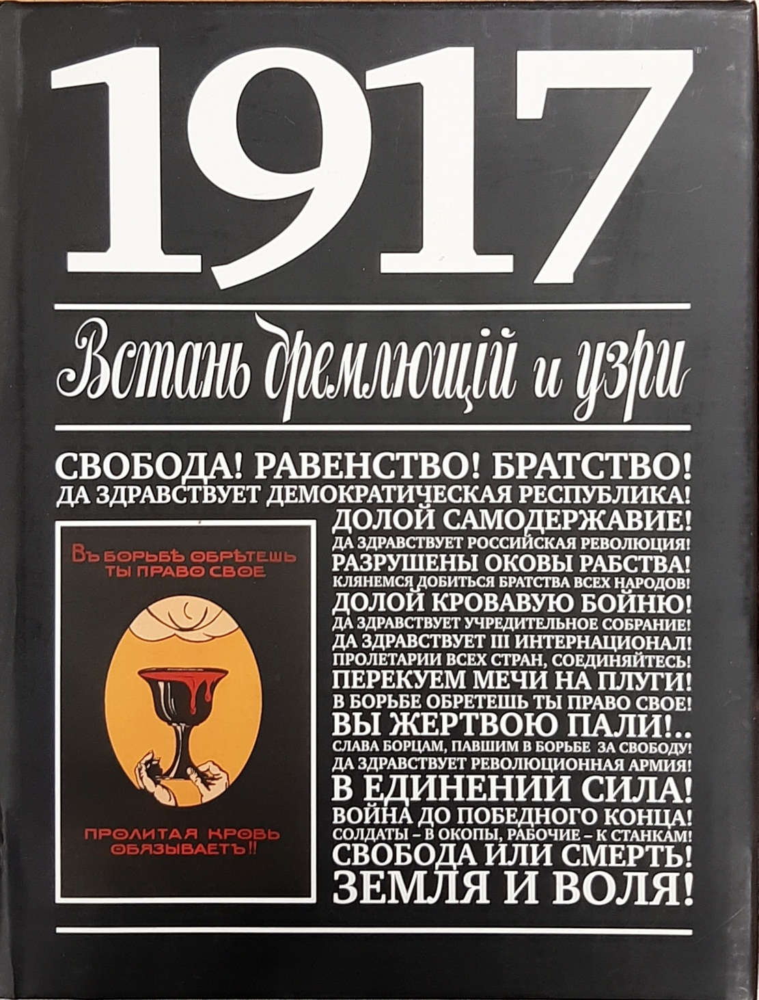 1917
Встань дремлющій и узри
СВОБОДА! РАВЕНСТВО! БРАТСТВО!
ДА ЗДРАВСТВУЕТ ДЕМОКРАТИЧЕСКАЯ РЕСПУБЛИКА!
ДОЛОЙ САМОДЕРЖАВИЕ!
ДА ЗДРАВСТВУЕТ РОССИЙСКАЯ РЕВОЛЮЦИЯ!
РАЗРУШЕНЫ ОКОВЫ РАБСТВА!
КЛЯНЕМСЯ ДОБИТЬСЯ БРАТСТВА ВСЕХ НАРОДОВ!
ДОЛОЙ КРОВАВУЮ БОЙНЮ!
ДА ЗДРАВСТВУЕТ УЧРЕДИТЕЛЬНОЕ СОБРАНИЕ!
ДА ЗДРАВСТВУЕТ III ИНТЕРНАЦИОНАЛ!
ПРОЛЕТАРИИ ВСЕХ СТРАН, СОЕДИНЯЙТЕСЬ!
ПЕРЕКУЕМ МЕЧИ НА ПЛУГИ!
В БОРЬБЕ ОБРЕТЕШЬ ТЫ ПРАВО СВОЕ!
ВЫ ЖЕРТВОЮ ПАЛИ!..
СЛАВА БОРЦАМ, ПАВШИМ В БОРЬБЕ ЗА СВОБОДУ!
ДА ЗДРАВСТВУЕТ РЕВОЛЮЦИОННАЯ АРМИЯ!
В ЕДИНЕНИИ СИЛА!
ВОЙНА ДО ПОБЕДНОГО КОНЦА!
СОЛДАТЫ – В ОКОПЫ, РАБОЧИЕ – К СТАНКАМ!
СВОБОДА ИЛИ СМЕРТЬ!
ЗЕМЛЯ И ВОЛЯ!
Въ БОРЬБѢ ОБРѢТЕШЬ
ТЫ ПРАВО СВОЕ
ПРОЛИТАЯ КРОВЬ
ОБЯЗЫВАЕТЪ!!